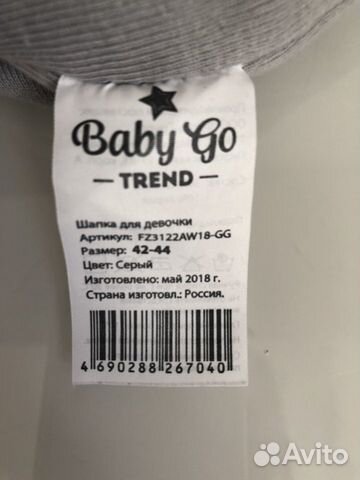 Baby Go
— TREND —
Шапка для девочки
Артикул: FZ3122AW18-GG
Размер: 42-44
Цвет: Серый
Изготовлено: май 2018 г.
Страна изготовл.: Россия.
4 690288 267040
Avito